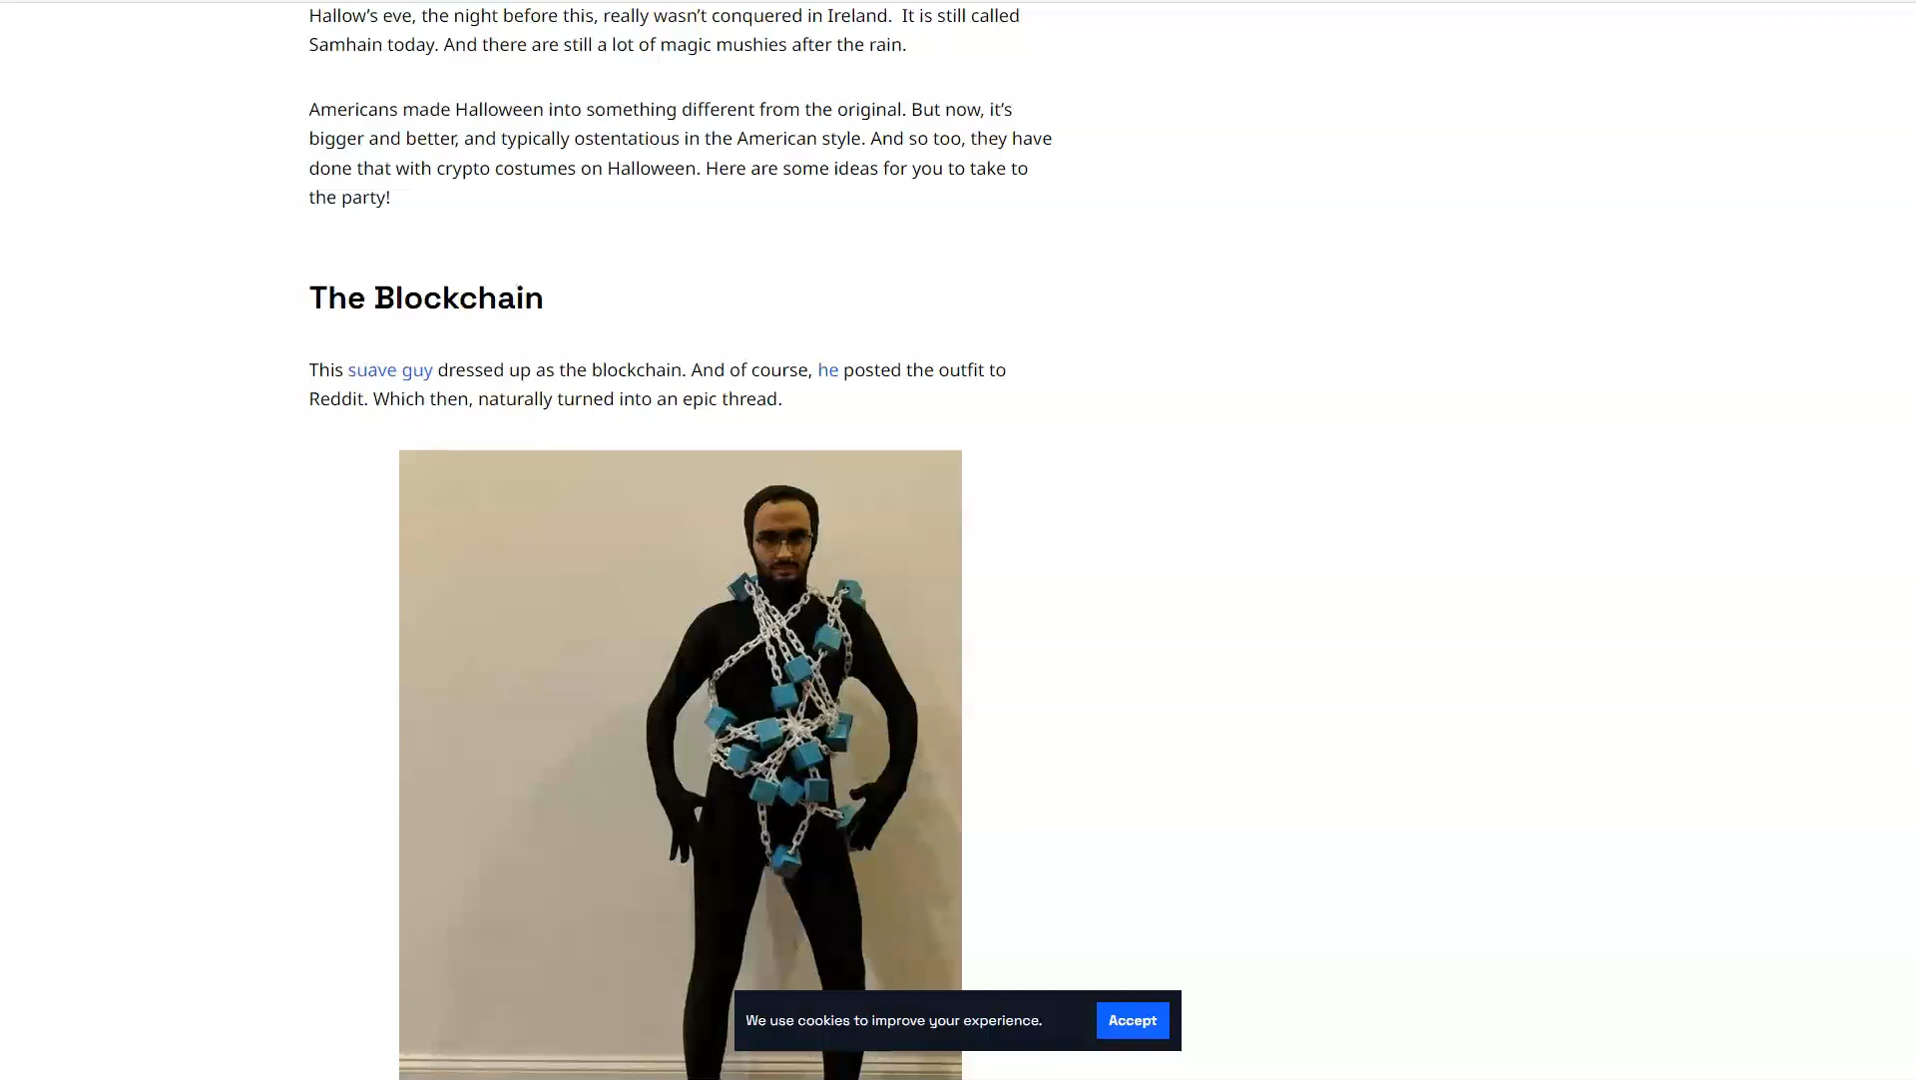 Hallow’s eve, the night before this, really wasn’t conquered in Ireland.  It is still called
Samhain today. And there are still a lot of magic mushies after the rain.
Americans made Halloween into something different from the original. But now, it’s
bigger and better, and typically ostentatious in the American style. And so too, they have
done that with crypto costumes on Halloween. Here are some ideas for you to take to
the party!
The Blockchain
This suave guy dressed up as the blockchain. And of course, he posted the outfit to
Reddit. Which then, naturally turned into an epic thread.
We use cookies to improve your experience.
Accept